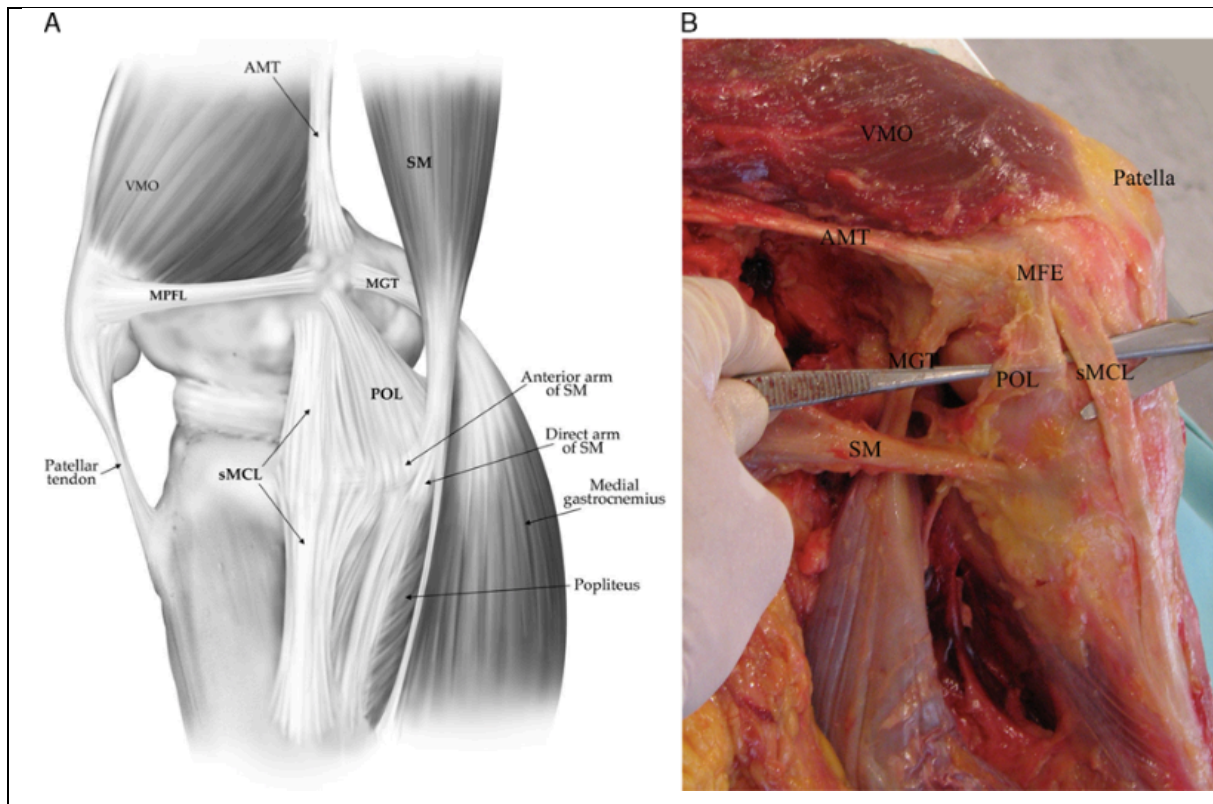 A
AMT
SM
VMO
MPFL
MGT
POL
Anterior arm
of SM
Direct arm
of SM
sMCL
Patellar
tendon
Medial
gastrocnemius
Popliteus
B
VMO
Patella
AMT
MFE
MGT
POL
sMCL
SM